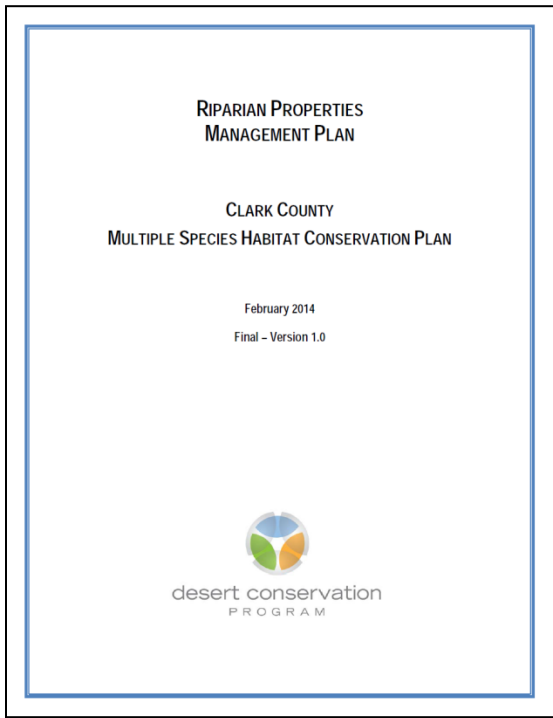 RIPARIAN PROPERTIES
MANAGEMENT PLAN
CLARK COUNTY
MULTIPLE SPECIES HABITAT CONSERVATION PLAN
February 2014
Final – Version 1.0
desert conservation
PROGRAM